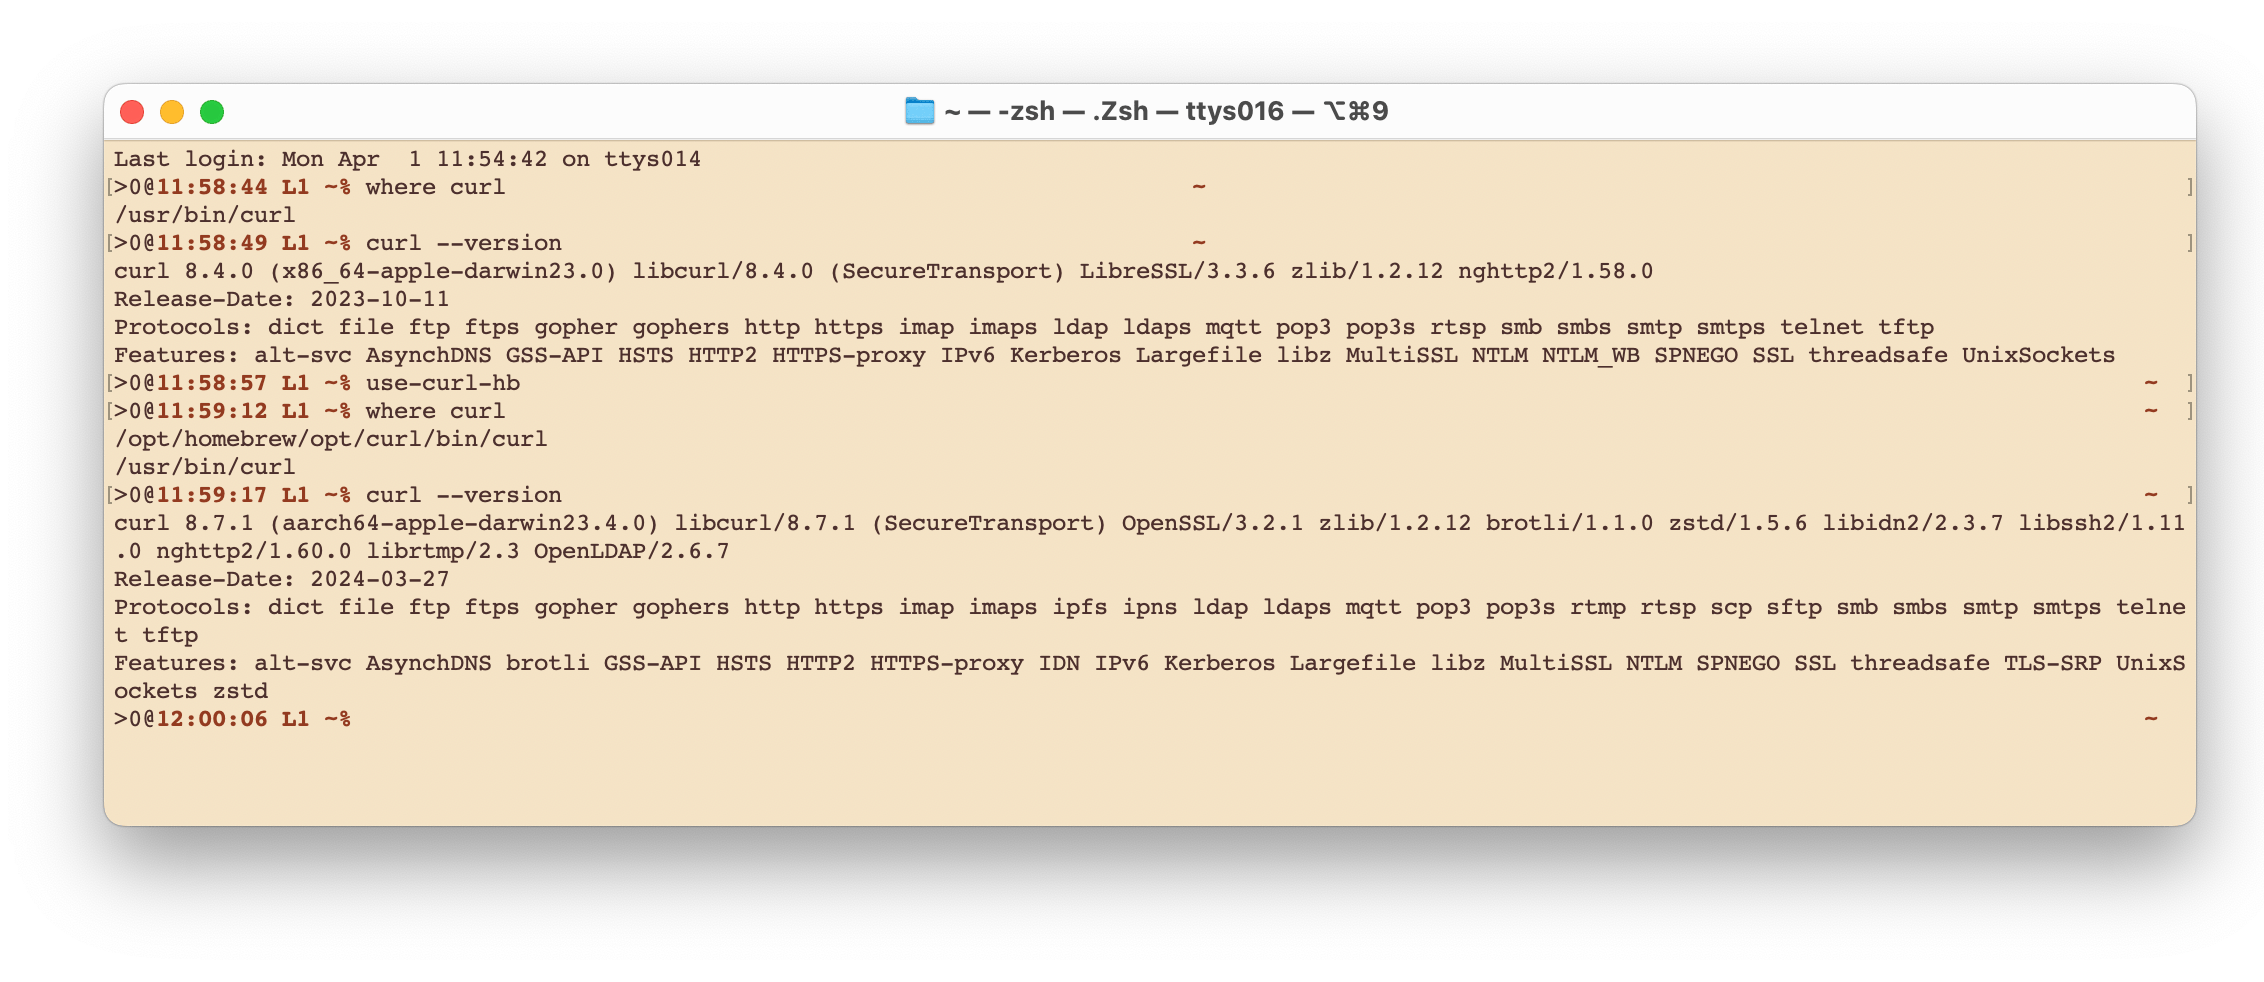 ~ — -zsh — .Zsh — ttys016 — ⌥⌘9
Last login: Mon Apr  1 11:54:42 on ttys014
[>0@11:58:44 L1 ~% where curl ~ ]
/usr/bin/curl
[>0@11:58:49 L1 ~% curl --version ~ ]
curl 8.4.0 (x86_64-apple-darwin23.0) libcurl/8.4.0 (SecureTransport) LibreSSL/3.3.6 zlib/1.2.12 nghttp2/1.58.0
Release-Date: 2023-10-11
Protocols: dict file ftp ftps gopher gophers http https imap imaps ldap ldaps mqtt pop3 pop3s rtsp smb smbs smtp smtps telnet tftp
Features: alt-svc AsynchDNS GSS-API HSTS HTTP2 HTTPS-proxy IPv6 Kerberos Largefile libz MultiSSL NTLM NTLM_WB SPNEGO SSL threadsafe UnixSockets
[>0@11:58:57 L1 ~% use-curl-hb ~ ]
[>0@11:59:12 L1 ~% where curl ~ ]
/opt/homebrew/opt/curl/bin/curl
/usr/bin/curl
[>0@11:59:17 L1 ~% curl --version ~ ]
curl 8.7.1 (aarch64-apple-darwin23.4.0) libcurl/8.7.1 (SecureTransport) OpenSSL/3.2.1 zlib/1.2.12 brotli/1.1.0 zstd/1.5.6 libidn2/2.3.7 libssh2/1.11
.0 nghttp2/1.60.0 librtmp/2.3 OpenLDAP/2.6.7
Release-Date: 2024-03-27
Protocols: dict file ftp ftps gopher gophers http https imap imaps ipfs ipns ldap ldaps mqtt pop3 pop3s rtmp rtsp scp sftp smb smbs smtp smtps telne
t tftp
Features: alt-svc AsynchDNS brotli GSS-API HSTS HTTP2 HTTPS-proxy IDN IPv6 Kerberos Largefile libz MultiSSL NTLM SPNEGO SSL threadsafe TLS-SRP UnixS
ockets zstd
>0@12:00:06 L1 ~% ~